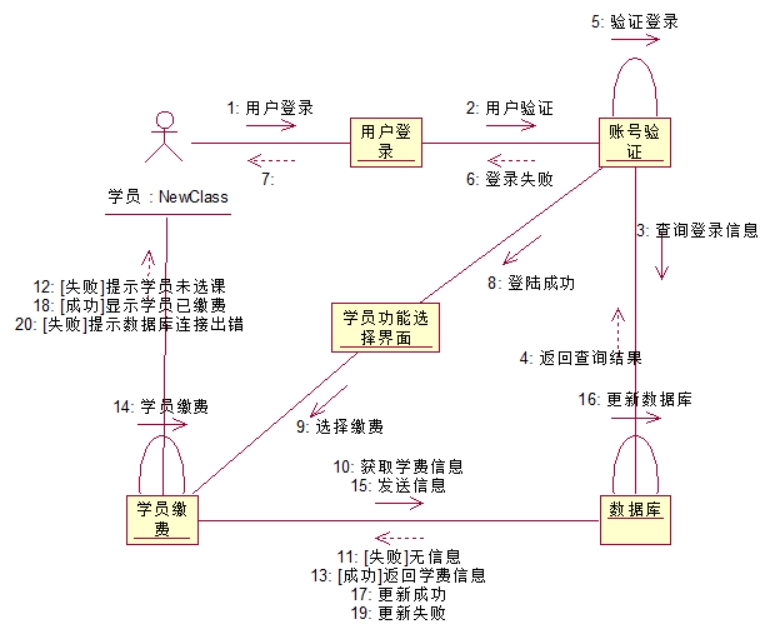 5: 验证登录
1: 用户登录
2: 用户验证
用户登
录
账号验
证
7:
6: 登录失败
学员 : NewClass
3: 查询登录信息
8: 登陆成功
12: [失败]提示学员未选课
18: [成功]显示学员已缴费
20: [失败]提示数据库连接出错
学员功能选
择界面
4: 返回查询结果
14: 学员缴费
9: 选择缴费
16: 更新数据库
10: 获取学费信息
15: 发送信息
学员缴
费
数据库
11: [失败]无信息
13: [成功]返回学费信息
17: 更新成功
19: 更新失败